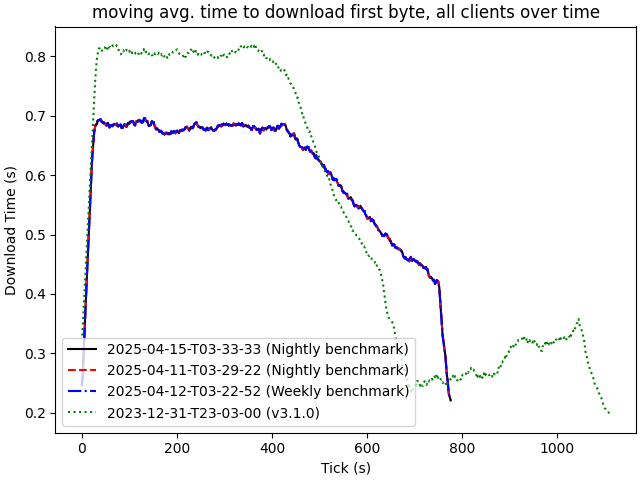 moving avg. time to download first byte, all clients over time
Download Time (s)
0.8
0.7
0.6
0.5
0.4
0.3
0.2
2025-04-15-T03-33-33 (Nightly benchmark)
2025-04-11-T03-29-22 (Nightly benchmark)
2025-04-12-T03-22-52 (Weekly benchmark)
2023-12-31-T23-03-00 (v3.1.0)
0 200 400 600 800 1000
Tick (s)